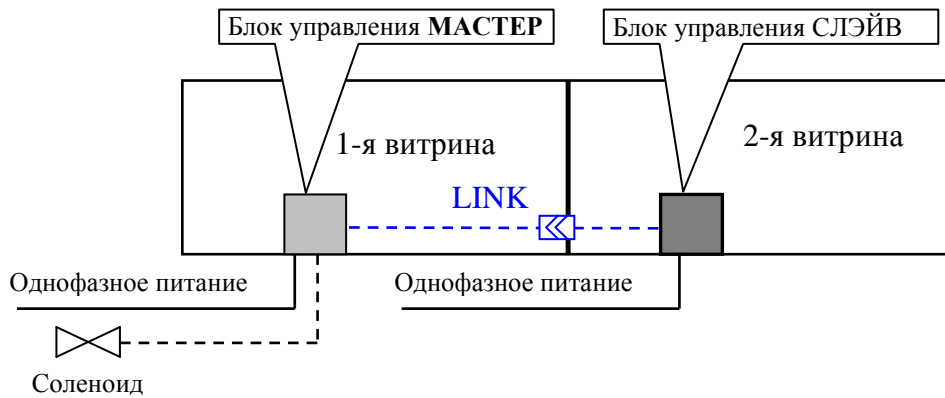 Блок управления МАСТЕР
Блок управления СЛЭЙВ
1-я витрина
2-я витрина
LINK
Однофазное питание
Однофазное питание
Соленоид